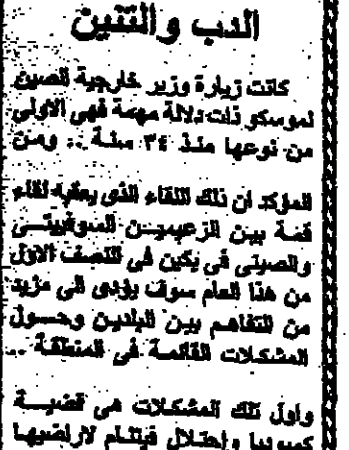 الدب والتنين
كانت زيارة وزير خارجية الصين
لموسكو ذات دلالة مهمة فهى الاولى
من نوعها منذ ٣٤ سنة .. ومن
المؤكد ان ذلك اللقاء الذى يعقبه لقاء
قمة بين الزعيمين السوفييتى
والصينى فى بكين فى النصف الاول
من هذا العام سوف يؤدى الى مزيد
من التفاهم بين البلدين وحسول
المشكلات القائمة فى المنطقة ..
واول تلك المشكلات هى قضية
كمبوديا واحتلال فيتنام لاراضيها